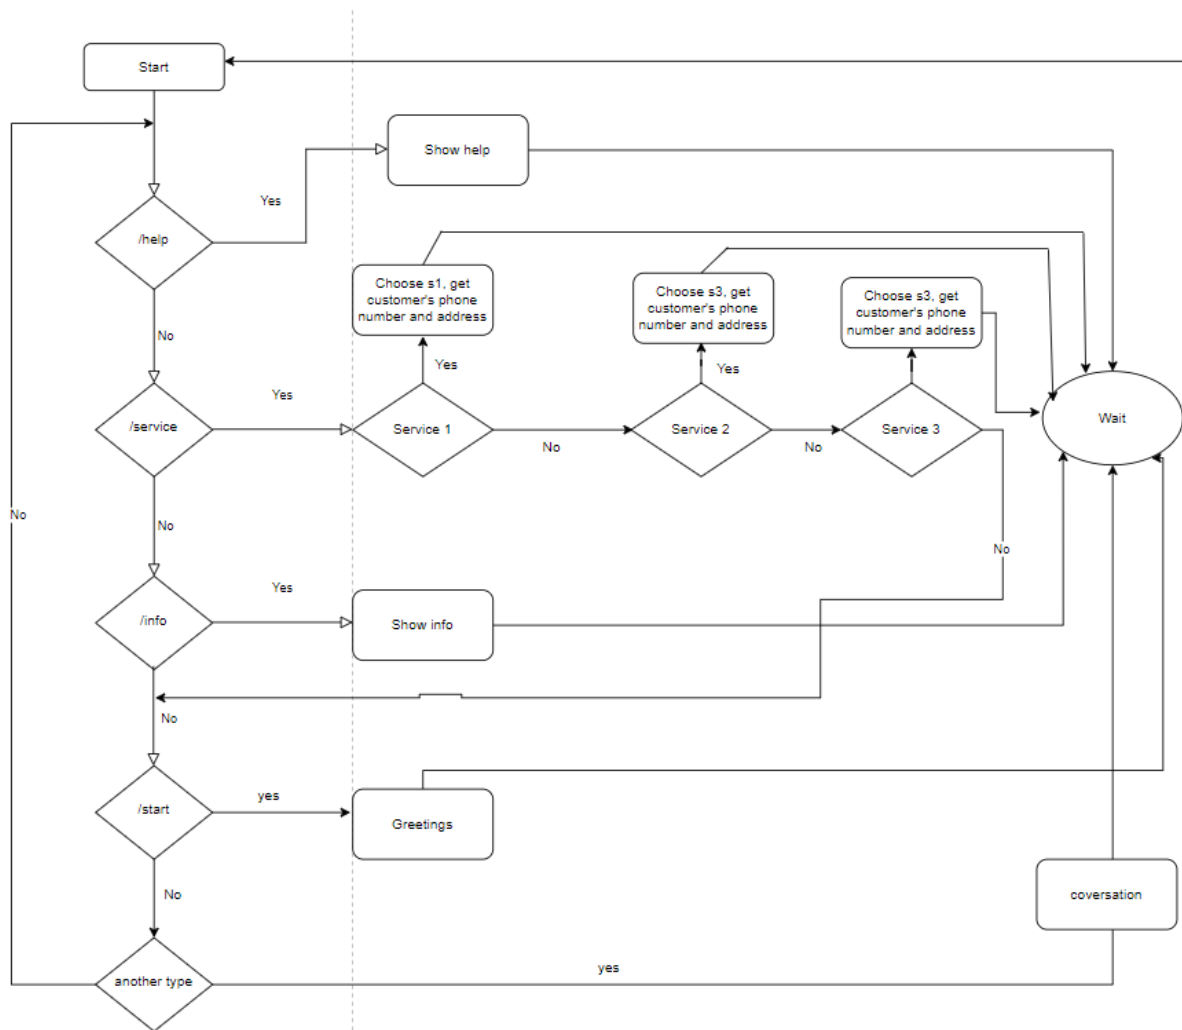 Start
Show help
Yes
/help
Choose s1, get
customer's phone
number and address
Choose s3, get
customer's phone
number and address
Choose s3, get
customer's phone
number and address
No
Yes
Yes
Yes
/service
Service 1
No
Service 2
No
Service 3
Wait
No
No
No
Yes
/info
Show info
No
/start
yes
Greetings
No
coversation
another type
yes